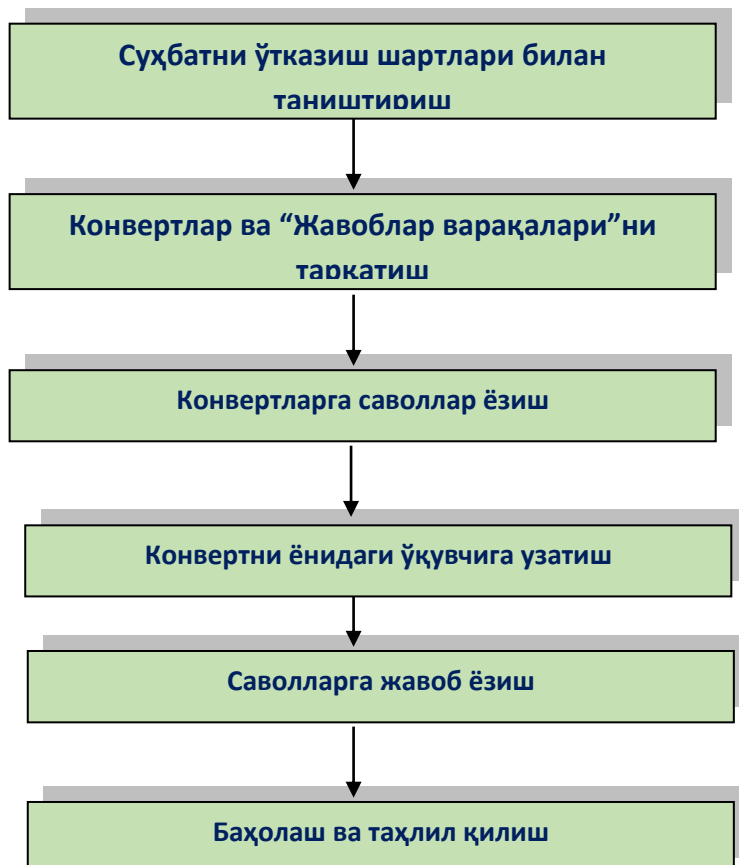 Суҳбатни ўтказиш шартлари билан
таништириш
Конвертлар ва “Жавоблар варақалари”ни
тарқатиш
Конвертларга саволлар ёзиш
Конвертни ёнидаги ўқувчига узатиш
Саволларга жавоб ёзиш
Баҳолаш ва таҳлил қилиш